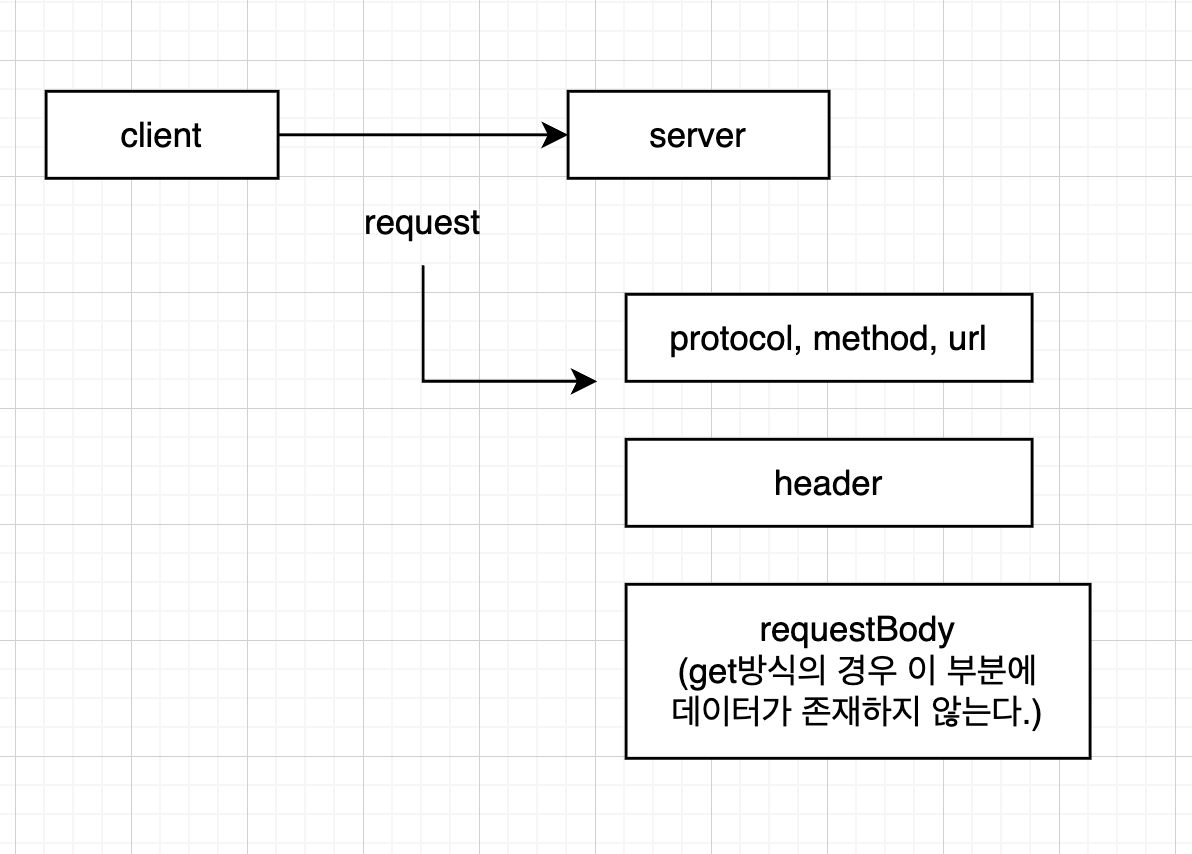 client
server
request
protocol, method, url
header
requestBody
(get방식의 경우 이 부분에
데이터가 존재하지 않는다.)